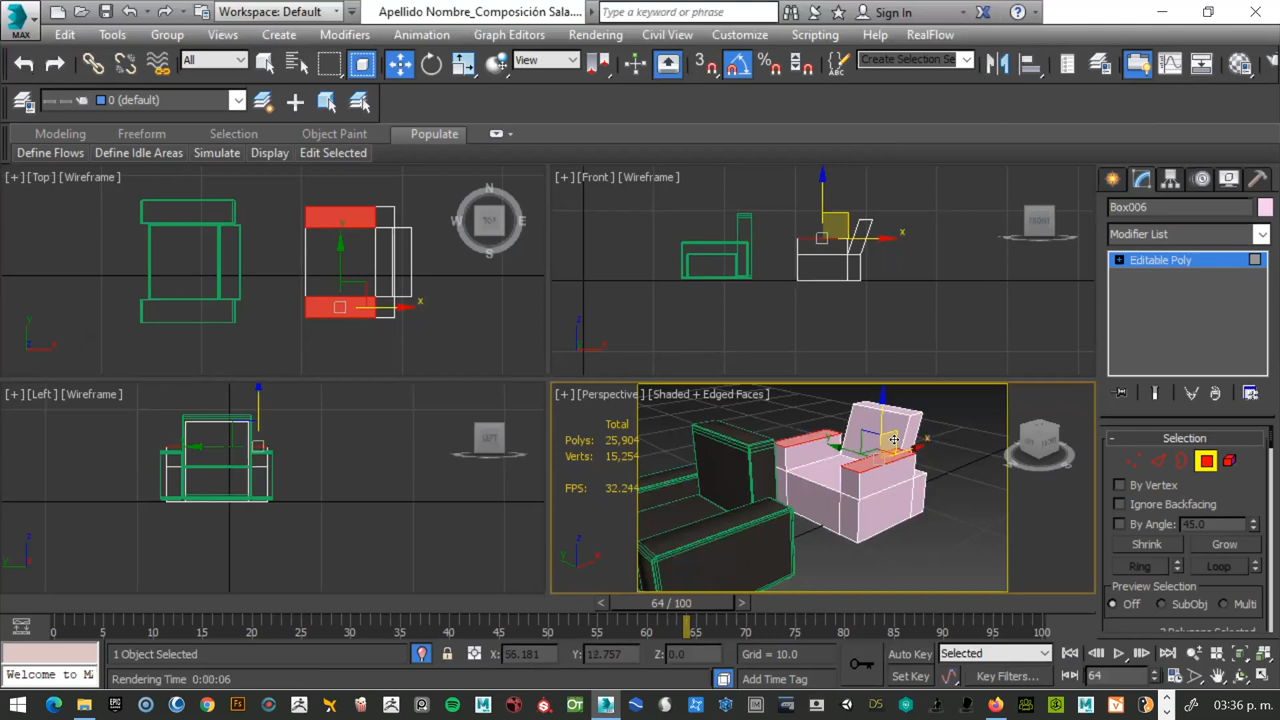 MAX
Workspace: Default
Apellido Nombre_Composición Sala....
Type a keyword or phrase
Sign In
Edit Tools Group Views Create Modifiers Animation Graph Editors Rendering Civil View Customize Scripting Help RealFlow
All
View
3
ABC
Create Selection Se
0 (default)
Modeling Freeform Selection Object Paint Populate
Define Flows Define Idle Areas Simulate Display Edit Selected
[+] [Top] [Wireframe]
N
W TOP E
S
y
x
y
x
[+] [Front] [Wireframe]
x
FRONT
z
x
[+] [Left] [Wireframe]
LEFT
z
y
[+] [Perspective] [Shaded + Edged Faces]
Total
Polys: 25,904
Verts: 15,254
FPS: 32.244
x
z
y
x
Box006
Modifier List
Editable Poly
Selection
By Vertex
Ignore Backfacing
By Angle: 45.0
Shrink Grow
Ring Loop
Preview Selection
Off SubObj Multi
64 / 100
0 5 10 15 20 25 30 35 40 45 50 55 60 65 70 75 80 85 90 95 100
1 Object Selected
X: 55.181 Y: 12.757 Z: 0.0
Grid = 10.0
Auto Key
Selected
Welcome to M
Rendering Time 0:00:06
Add Time Tag
Set Key
Key Filters...
64
03:36 p. m.